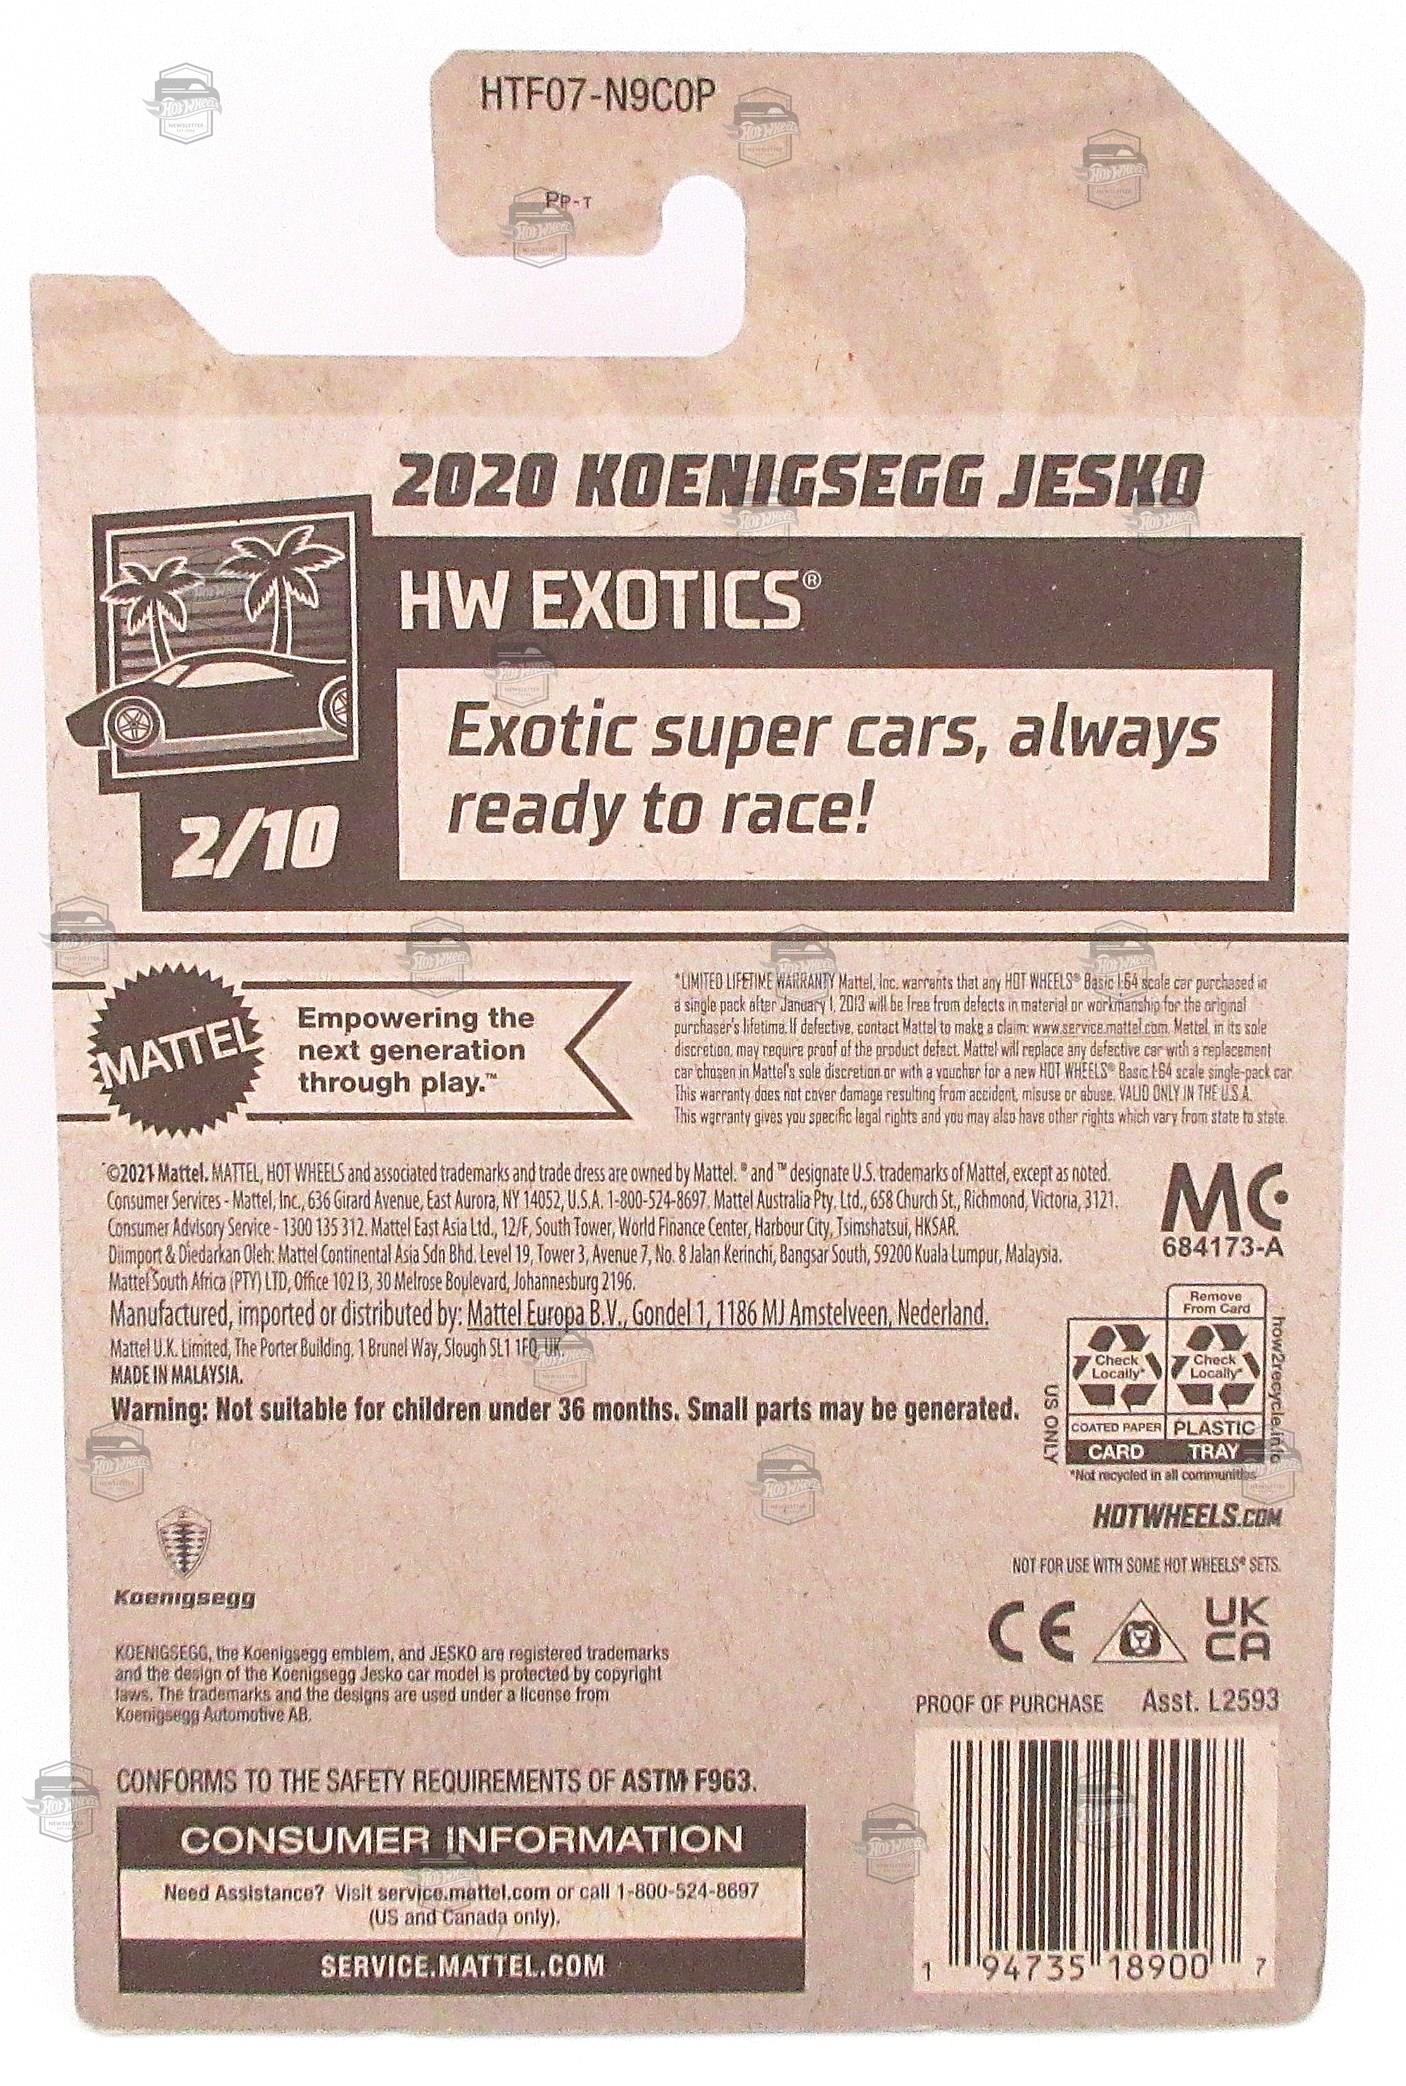 HTF07-N9C0P
PP-T
2020 KOENIGSEGG JESKO
HW EXOTICS®
Exotic super cars, always
ready to race!
2/10
MATTEL
Empowering the
next generation
through play.™
*LIMITED LIFETIME WARRANTY Mattel, Inc. warrants that any HOT WHEELS® Basic 1:64 scale car purchased in
a single pack after January 1, 2013 will be free from defects in material or workmanship for the original
purchaser's lifetime. If defective, contact Mattel to make a claim: www.service.mattel.com. Mattel, in its sole
discretion, may require proof of the product defect. Mattel will replace any defective car with a replacement
car chosen in Mattel's sole discretion or with a voucher for a new HOT WHEELS® Basic 1:64 scale single-pack car.
This warranty does not cover damage resulting from accident, misuse or abuse. VALID ONLY IN THE U.S.A.
This warranty gives you specific legal rights and you may also have other rights which vary from state to state.
©2021 Mattel. MATTEL, HOT WHEELS and associated trademarks and trade dress are owned by Mattel. ® and ™ designate U.S. trademarks of Mattel, except as noted.
Consumer Services - Mattel, Inc., 636 Girard Avenue, East Aurora, NY 14052, U.S.A. 1-800-524-8697. Mattel Australia Pty. Ltd., 658 Church St., Richmond, Victoria, 3121.
Consumer Advisory Service - 1300 135 312. Mattel East Asia Ltd., 12/F, South Tower, World Finance Center, Harbour City, Tsimshatsui, HKSAR.
Diimport & Diedarkan Oleh: Mattel Continental Asia Sdn Bhd. Level 19, Tower 3, Avenue 7, No. 8 Jalan Kerinchi, Bangsar South, 59200 Kuala Lumpur, Malaysia.
Mattel South Africa (PTY) LTD, Office 102 I3, 30 Melrose Boulevard, Johannesburg 2196.
Manufactured, imported or distributed by: Mattel Europa B.V., Gondel 1, 1186 MJ Amstelveen, Nederland.
Mattel U.K. Limited, The Porter Building, 1 Brunel Way, Slough SL1 1FQ, UK.
MADE IN MALAYSIA.
Warning: Not suitable for children under 36 months. Small parts may be generated.
MC
684173-A
Remove
From Card
Check
Locally*
Check
Locally*
COATED PAPER
PLASTIC
CARD
TRAY
US ONLY
how2recycle.info
*Not recycled in all communities
HOTWHEELS.COM
NOT FOR USE WITH SOME HOT WHEELS® SETS.
CE
UK
CA
Koenigsegg
KOENIGSEGG, the Koenigsegg emblem, and JESKO are registered trademarks
and the design of the Koenigsegg Jesko car model is protected by copyright
laws. The trademarks and the designs are used under a license from
Koenigsegg Automotive AB.
PROOF OF PURCHASE Asst. L2593
CONFORMS TO THE SAFETY REQUIREMENTS OF ASTM F963.
CONSUMER INFORMATION
Need Assistance? Visit service.mattel.com or call 1-800-524-8697
(US and Canada only).
SERVICE.MATTEL.COM
1 94735 18900 7